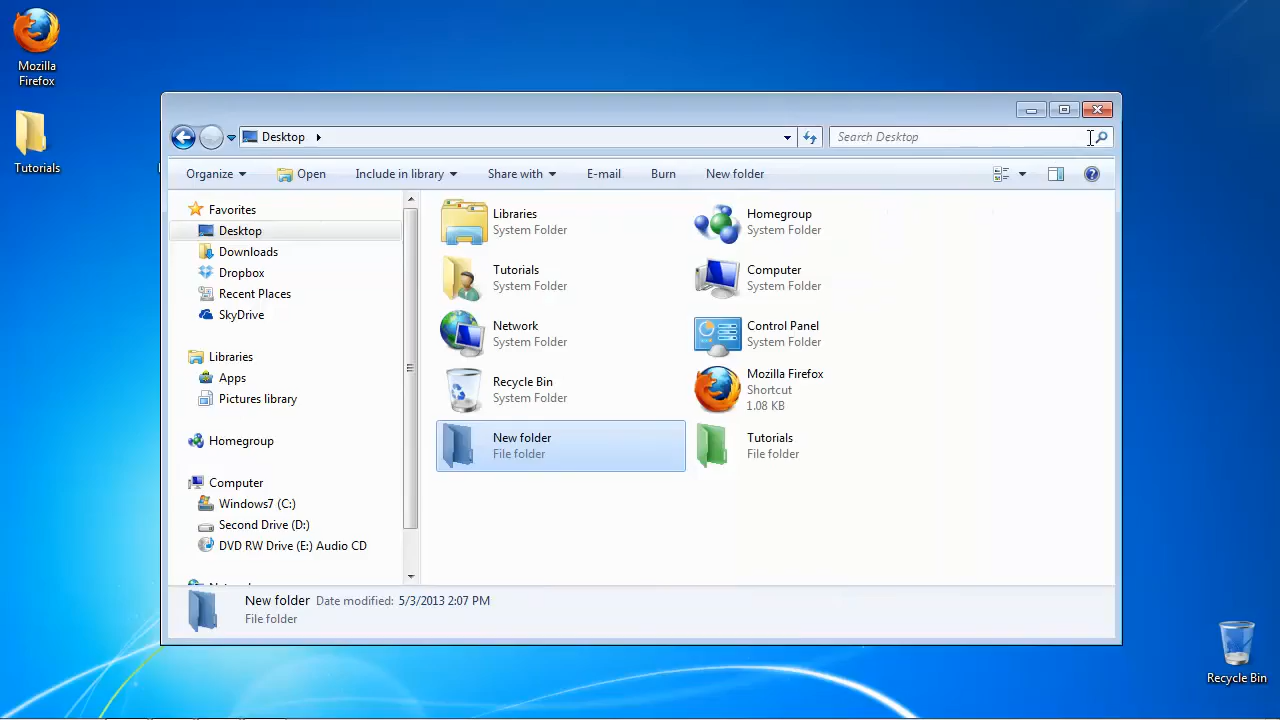 Mozilla
Firefox
Tutorials
Desktop
Search Desktop
Organize
Open
Include in library
Share with
E-mail
Burn
New folder
Favorites
Desktop
Downloads
Dropbox
Recent Places
SkyDrive
Libraries
Apps
Pictures library
Homegroup
Computer
Windows7 (C:)
Second Drive (D:)
DVD RW Drive (E:) Audio CD
Libraries
System Folder
Homegroup
System Folder
Tutorials
System Folder
Computer
System Folder
Network
System Folder
Control Panel
System Folder
Recycle Bin
System Folder
Mozilla Firefox
Shortcut
1.08 KB
New folder
File folder
Tutorials
File folder
New folder Date modified: 5/3/2013 2:07 PM
File folder
Recycle Bin